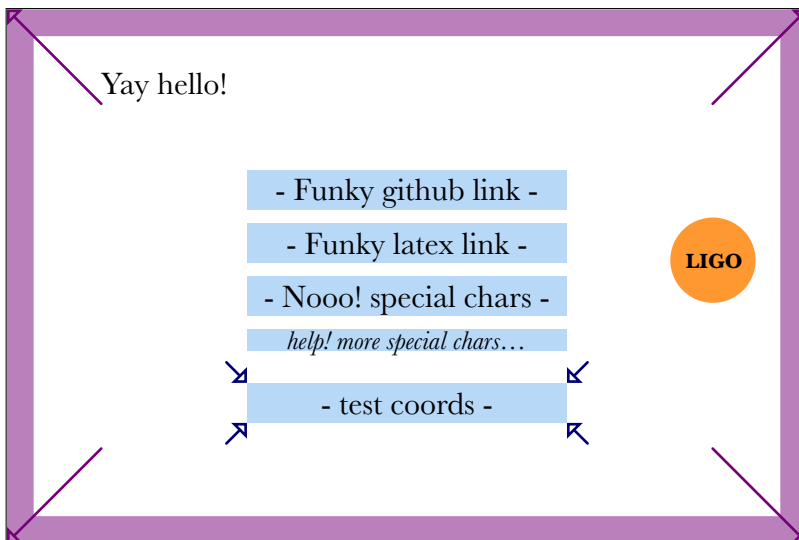 Yay hello!
- Funky github link -
- Funky latex link -
LIGO
- Nooo! special chars -
help! more special chars…
- test coords -